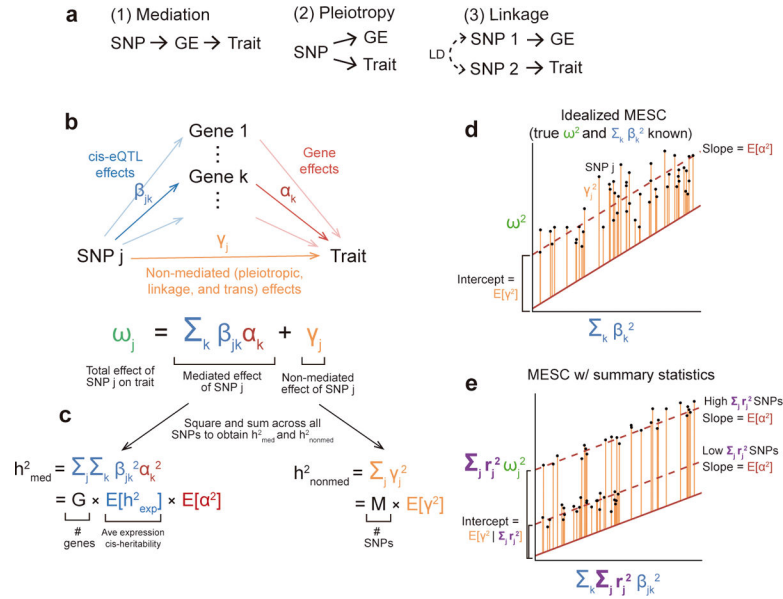 a
(1) Mediation
SNP → GE → Trait
(2) Pleiotropy
SNP
GE
Trait
(3) Linkage
LD
SNP 1 → GE
SNP 2 → Trait
b
Gene 1
⋮
cis-eQTL
effects
Gene k
⋮
Gene
effects
β_jk
α_k
γ_j
SNP j
Trait
Non-mediated (pleiotropic,
linkage, and trans) effects
ω_j = Σ_k β_jk α_k + γ_j
Total effect of
SNP j on trait
Mediated effect
of SNP j
Non-mediated
effect of SNP j
c
Square and sum across all
SNPs to obtain h²_med and h²_nonmed
h²_med = Σ_j Σ_k β_jk² α_k²
= G × E[h²_exp] × E[α²]
#
genes
Ave expression
cis-heritability
h²_nonmed = Σ_j γ_j²
= M × E[γ²]
#
SNPs
d
Idealized MESC
(true ω² and Σ_k β_k² known)
Slope = E[α²]
SNP j
γ_j²
ω²
Intercept =
E[γ²]
Σ_k β_k²
e
MESC w/ summary statistics
High Σ_j r_j² SNPs
Slope = E[α²]
Low Σ_j r_j² SNPs
Slope = E[α²]
Σ_j r_j² ω_j²
Intercept =
E[γ² | Σ_j r_j²]
Σ_k Σ_j r_j² β_jk²